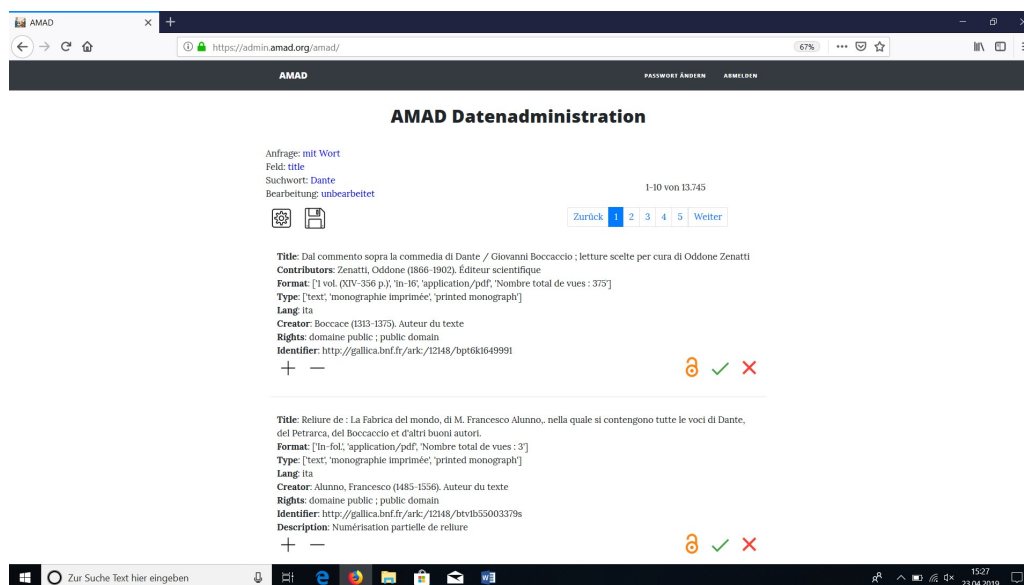 AMAD
https://admin.amad.org/amad/
67%
AMAD
PASSWORT ÄNDERN ABMELDEN
AMAD Datenadministration
Anfrage: mit Wort
Feld: title
Suchwort: Dante
Bearbeitung: unbearbeitet
1-10 von 13.745
Zurück 1 2 3 4 5 Weiter
Title: Dal commento sopra la commedia di Dante / Giovanni Boccaccio ; letture scelte per cura di Oddone Zenatti
Contributors: Zenatti, Oddone (1866-1902). Éditeur scientifique
Format: ['1 vol. (XIV-356 p.)', 'in-16', 'application/pdf', 'Nombre total de vues : 375']
Type: ['text', 'monographie imprimée', 'printed monograph']
Lang: ita
Creator: Boccace (1313-1375). Auteur du texte
Rights: domaine public ; public domain
Identifier: http://gallica.bnf.fr/ark:/12148/bpt6k1649991
Title: Reliure de : La Fabrica del mondo, di M. Francesco Alunno,. nella quale si contengono tutte le voci di Dante,
del Petrarca, del Boccaccio et d'altri buoni autori.
Format: ['In-fol.', 'application/pdf', 'Nombre total de vues : 3']
Type: ['text', 'monographie imprimée', 'printed monograph']
Lang: ita
Creator: Alunno, Francesco (1485-1556). Auteur du texte
Rights: domaine public ; public domain
Identifier: http://gallica.bnf.fr/ark:/12148/btv1b55003379s
Description: Numérisation partielle de reliure
Zur Suche Text hier eingeben
15:27
23.04.2019